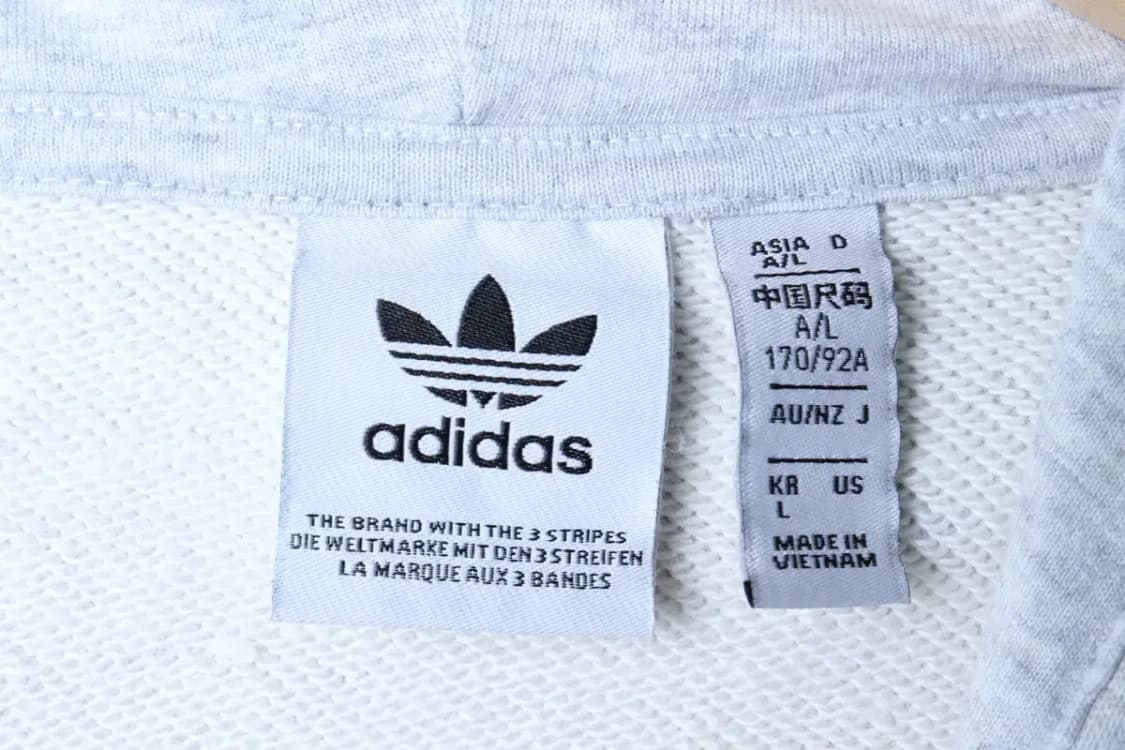 adidas
THE BRAND WITH THE 3 STRIPES
DIE WELTMARKE MIT DEN 3 STREIFEN
LA MARQUE AUX 3 BANDES
ASIA D
A/L
中国尺码
A/L
170/92A
AU/NZ J
KR US
L
MADE IN
VIETNAM